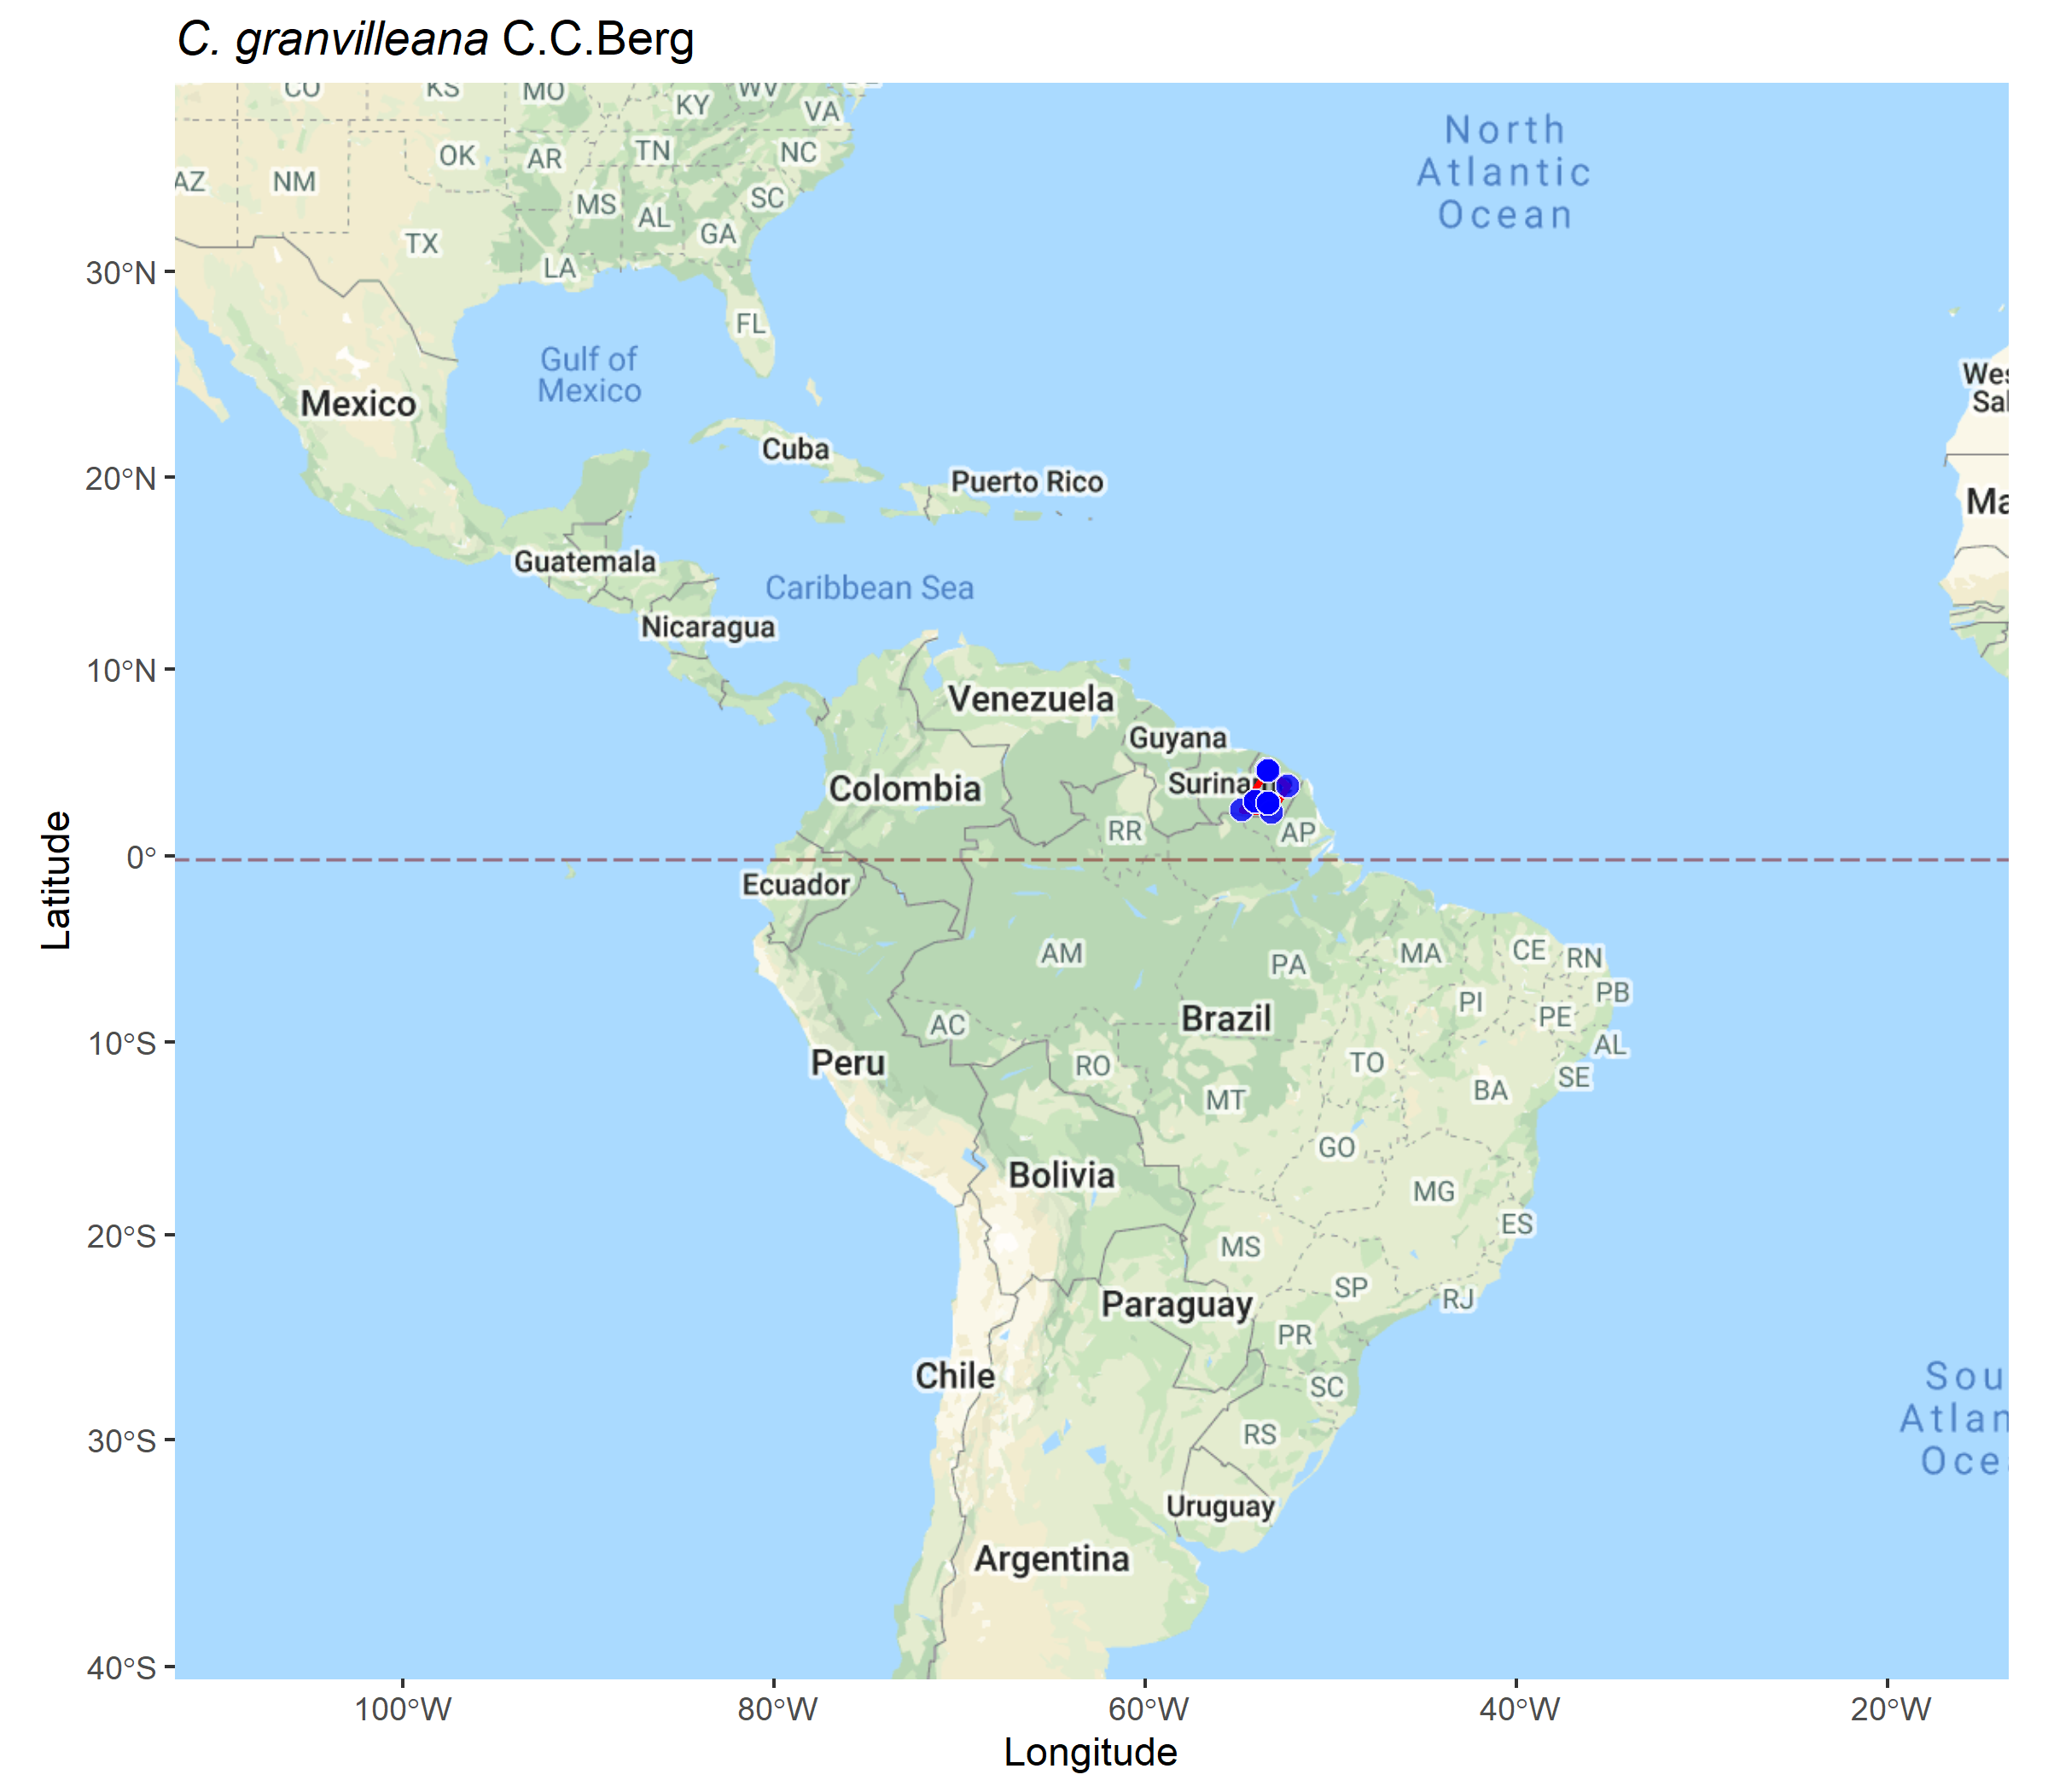 C. granvilleana C.C.Berg
CO
KS
MO
KY
WV
VA
OK
AR
TN
NC
AZ
NM
MS
AL
SC
GA
TX
LA
FL
North
Atlantic
Ocean
Gulf of
Mexico
Mexico
Cuba
Puerto Rico
Wes
Sal
Ma
Guatemala
Caribbean Sea
Nicaragua
Venezuela
Guyana
Colombia
Surina
RR
AP
Ecuador
AM
PA
MA
CE
RN
PB
PI
PE
AL
AC
Brazil
Peru
RO
TO
SE
BA
MT
GO
Bolivia
MG
ES
MS
SP
RJ
Paraguay
PR
Chile
SC
RS
Uruguay
Argentina
Sou
Atlan
Oce
30°N
20°N
10°N
0°
10°S
20°S
30°S
40°S
Latitude
100°W
80°W
60°W
40°W
20°W
Longitude